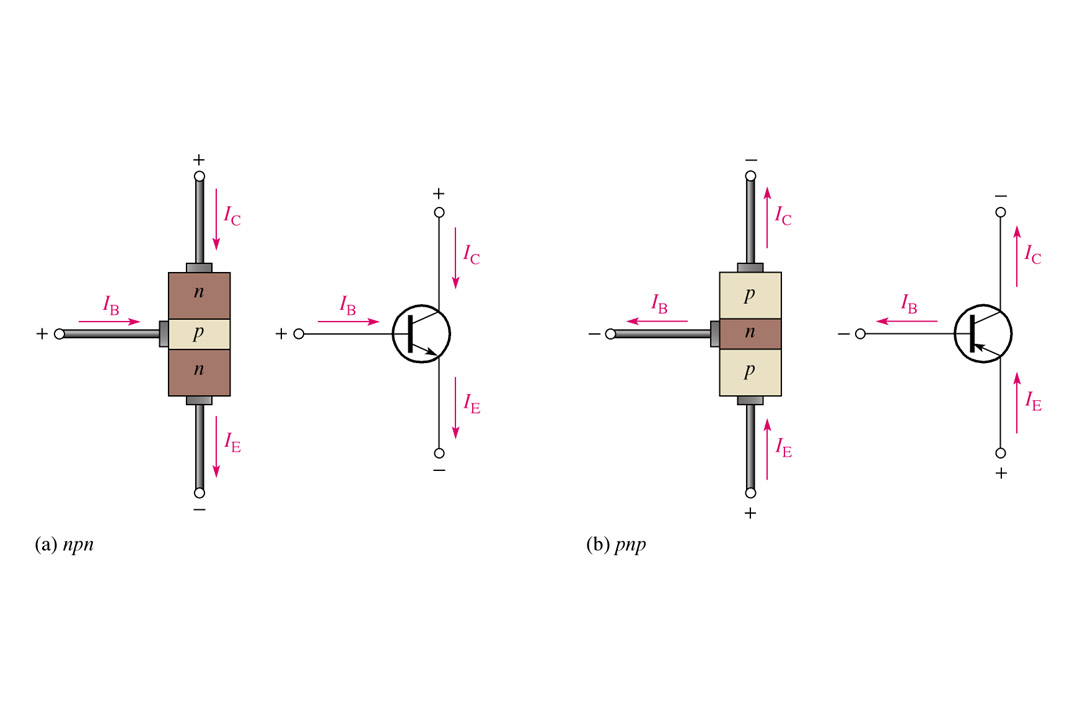 +
I_C
n
I_B
+
p
n
I_E
−
(a) npn
+
I_C
I_B
+
I_E
−
−
I_C
p
I_B
−
n
p
I_E
+
(b) pnp
−
I_C
I_B
−
I_E
+